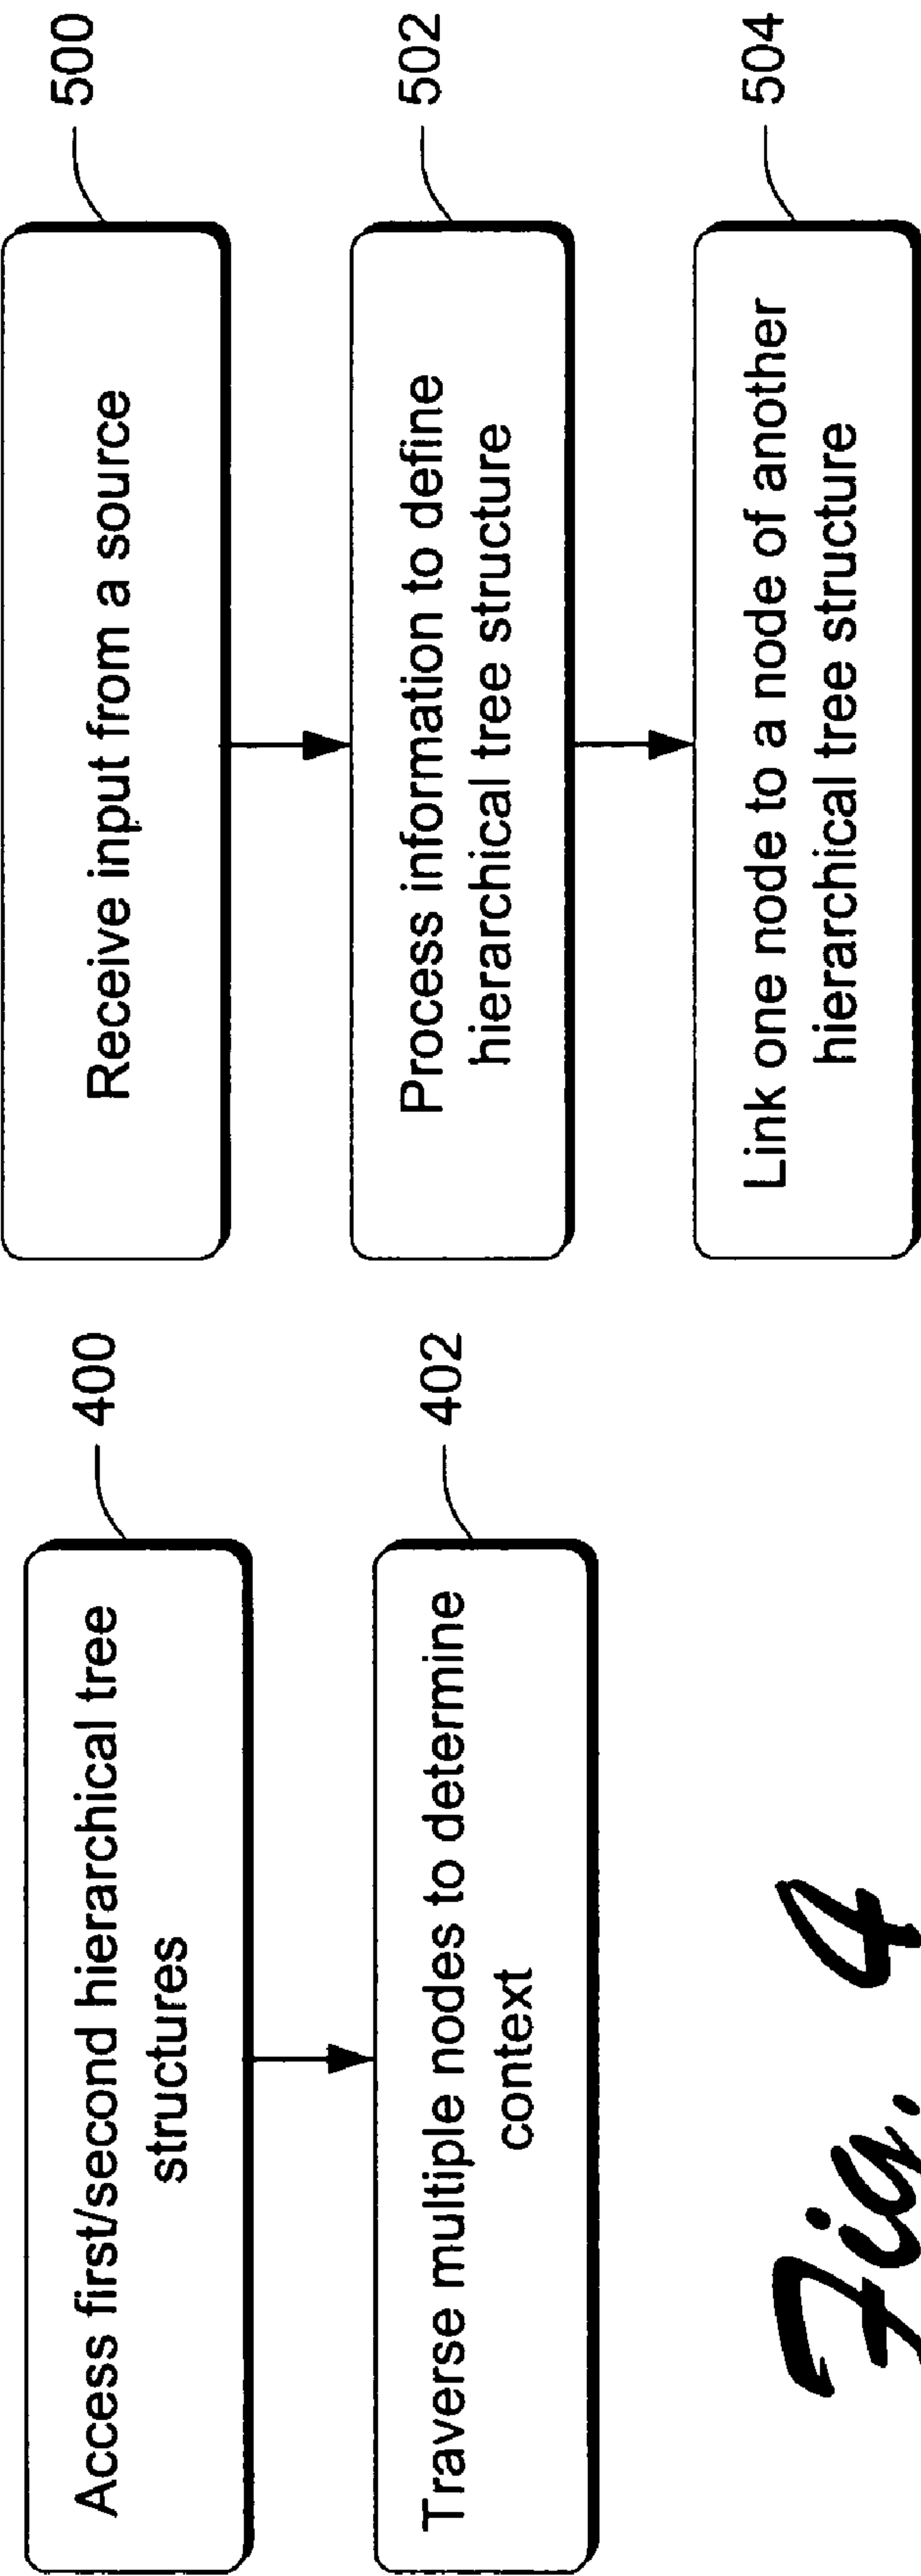 Access first/second hierarchical tree
structures
400
Traverse multiple nodes to determine
context
402
Fig. 4
Receive input from a source
500
Process information to define
hierarchical tree structure
502
Link one node to a node of another
hierarchical tree structure
504